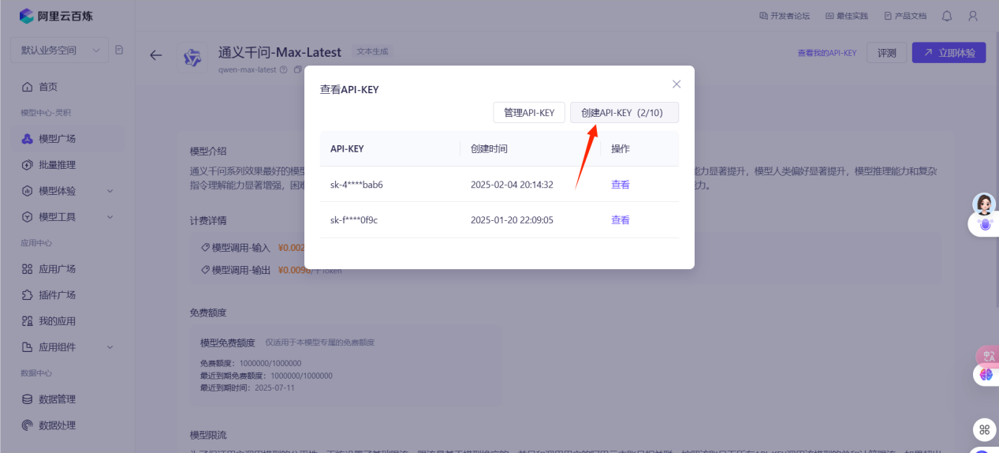 阿里云百炼
开发者论坛
最佳实践
产品文档
默认业务空间
首页
模型中心-灵积
模型广场
批量推理
模型体验
模型工具
应用中心
应用广场
插件广场
我的应用
应用组件
数据中心
数据管理
数据处理
通义千问-Max-Latest
文本生成
qwen-max-latest
查看我的API-KEY
评测
立即体验
查看API-KEY
管理API-KEY
创建API-KEY（2/10）
API-KEY
创建时间
操作
sk-4****bab6
2025-02-04 20:14:32
查看
sk-f****0f9c
2025-01-20 22:09:05
查看
模型介绍
通义千问系列效果最好的模型
能力显著提升，模型人类偏好显著提升，模型推理能力和复杂
指令理解能力显著增强，困难
能力。
计费详情
模型调用-输入 ¥0.002
模型调用-输出 ¥0.0096/千Token
免费额度
模型免费额度 仅适用于本模型专属的免费额度
免费额度：1000000/1000000
最近到期免费额度：1000000/1000000
最近到期时间：2025-07-11
模型限流